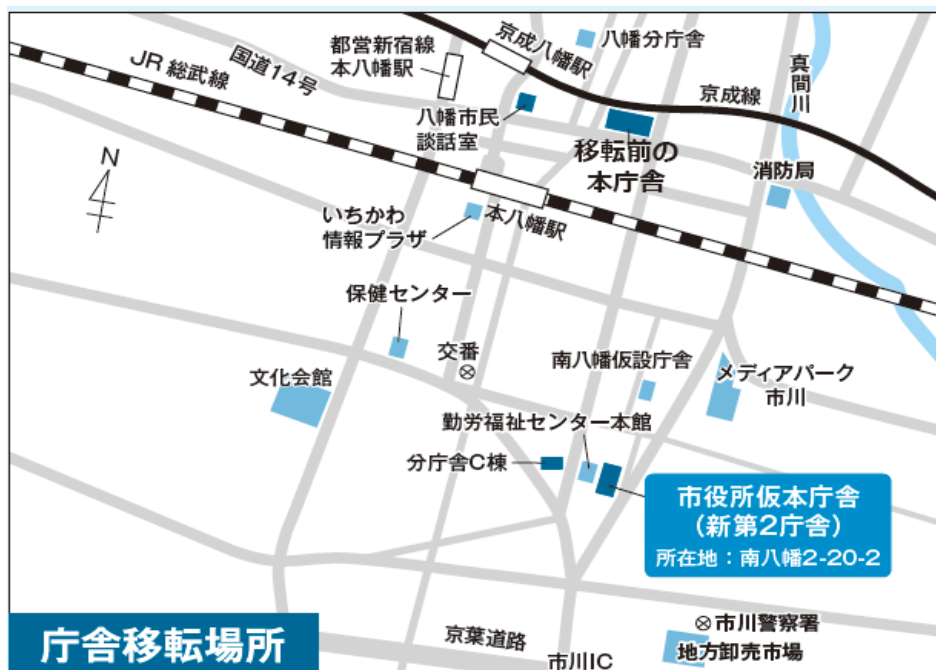 京成八幡駅
八幡分庁舎
都営新宿線
本八幡駅
国道14号
JR 総武線
真間川
京成線
八幡市民
談話室
移転前の
本庁舎
消防局
N
いちかわ
情報プラザ
本八幡駅
保健センター
交番
南八幡仮設庁舎
メディアパーク
市川
文化会館
勤労福祉センター本館
分庁舎C棟
市役所仮本庁舎
(新第2庁舎)
所在地：南八幡2-20-2
庁舎移転場所
京葉道路
市川IC
市川警察署
地方卸売市場